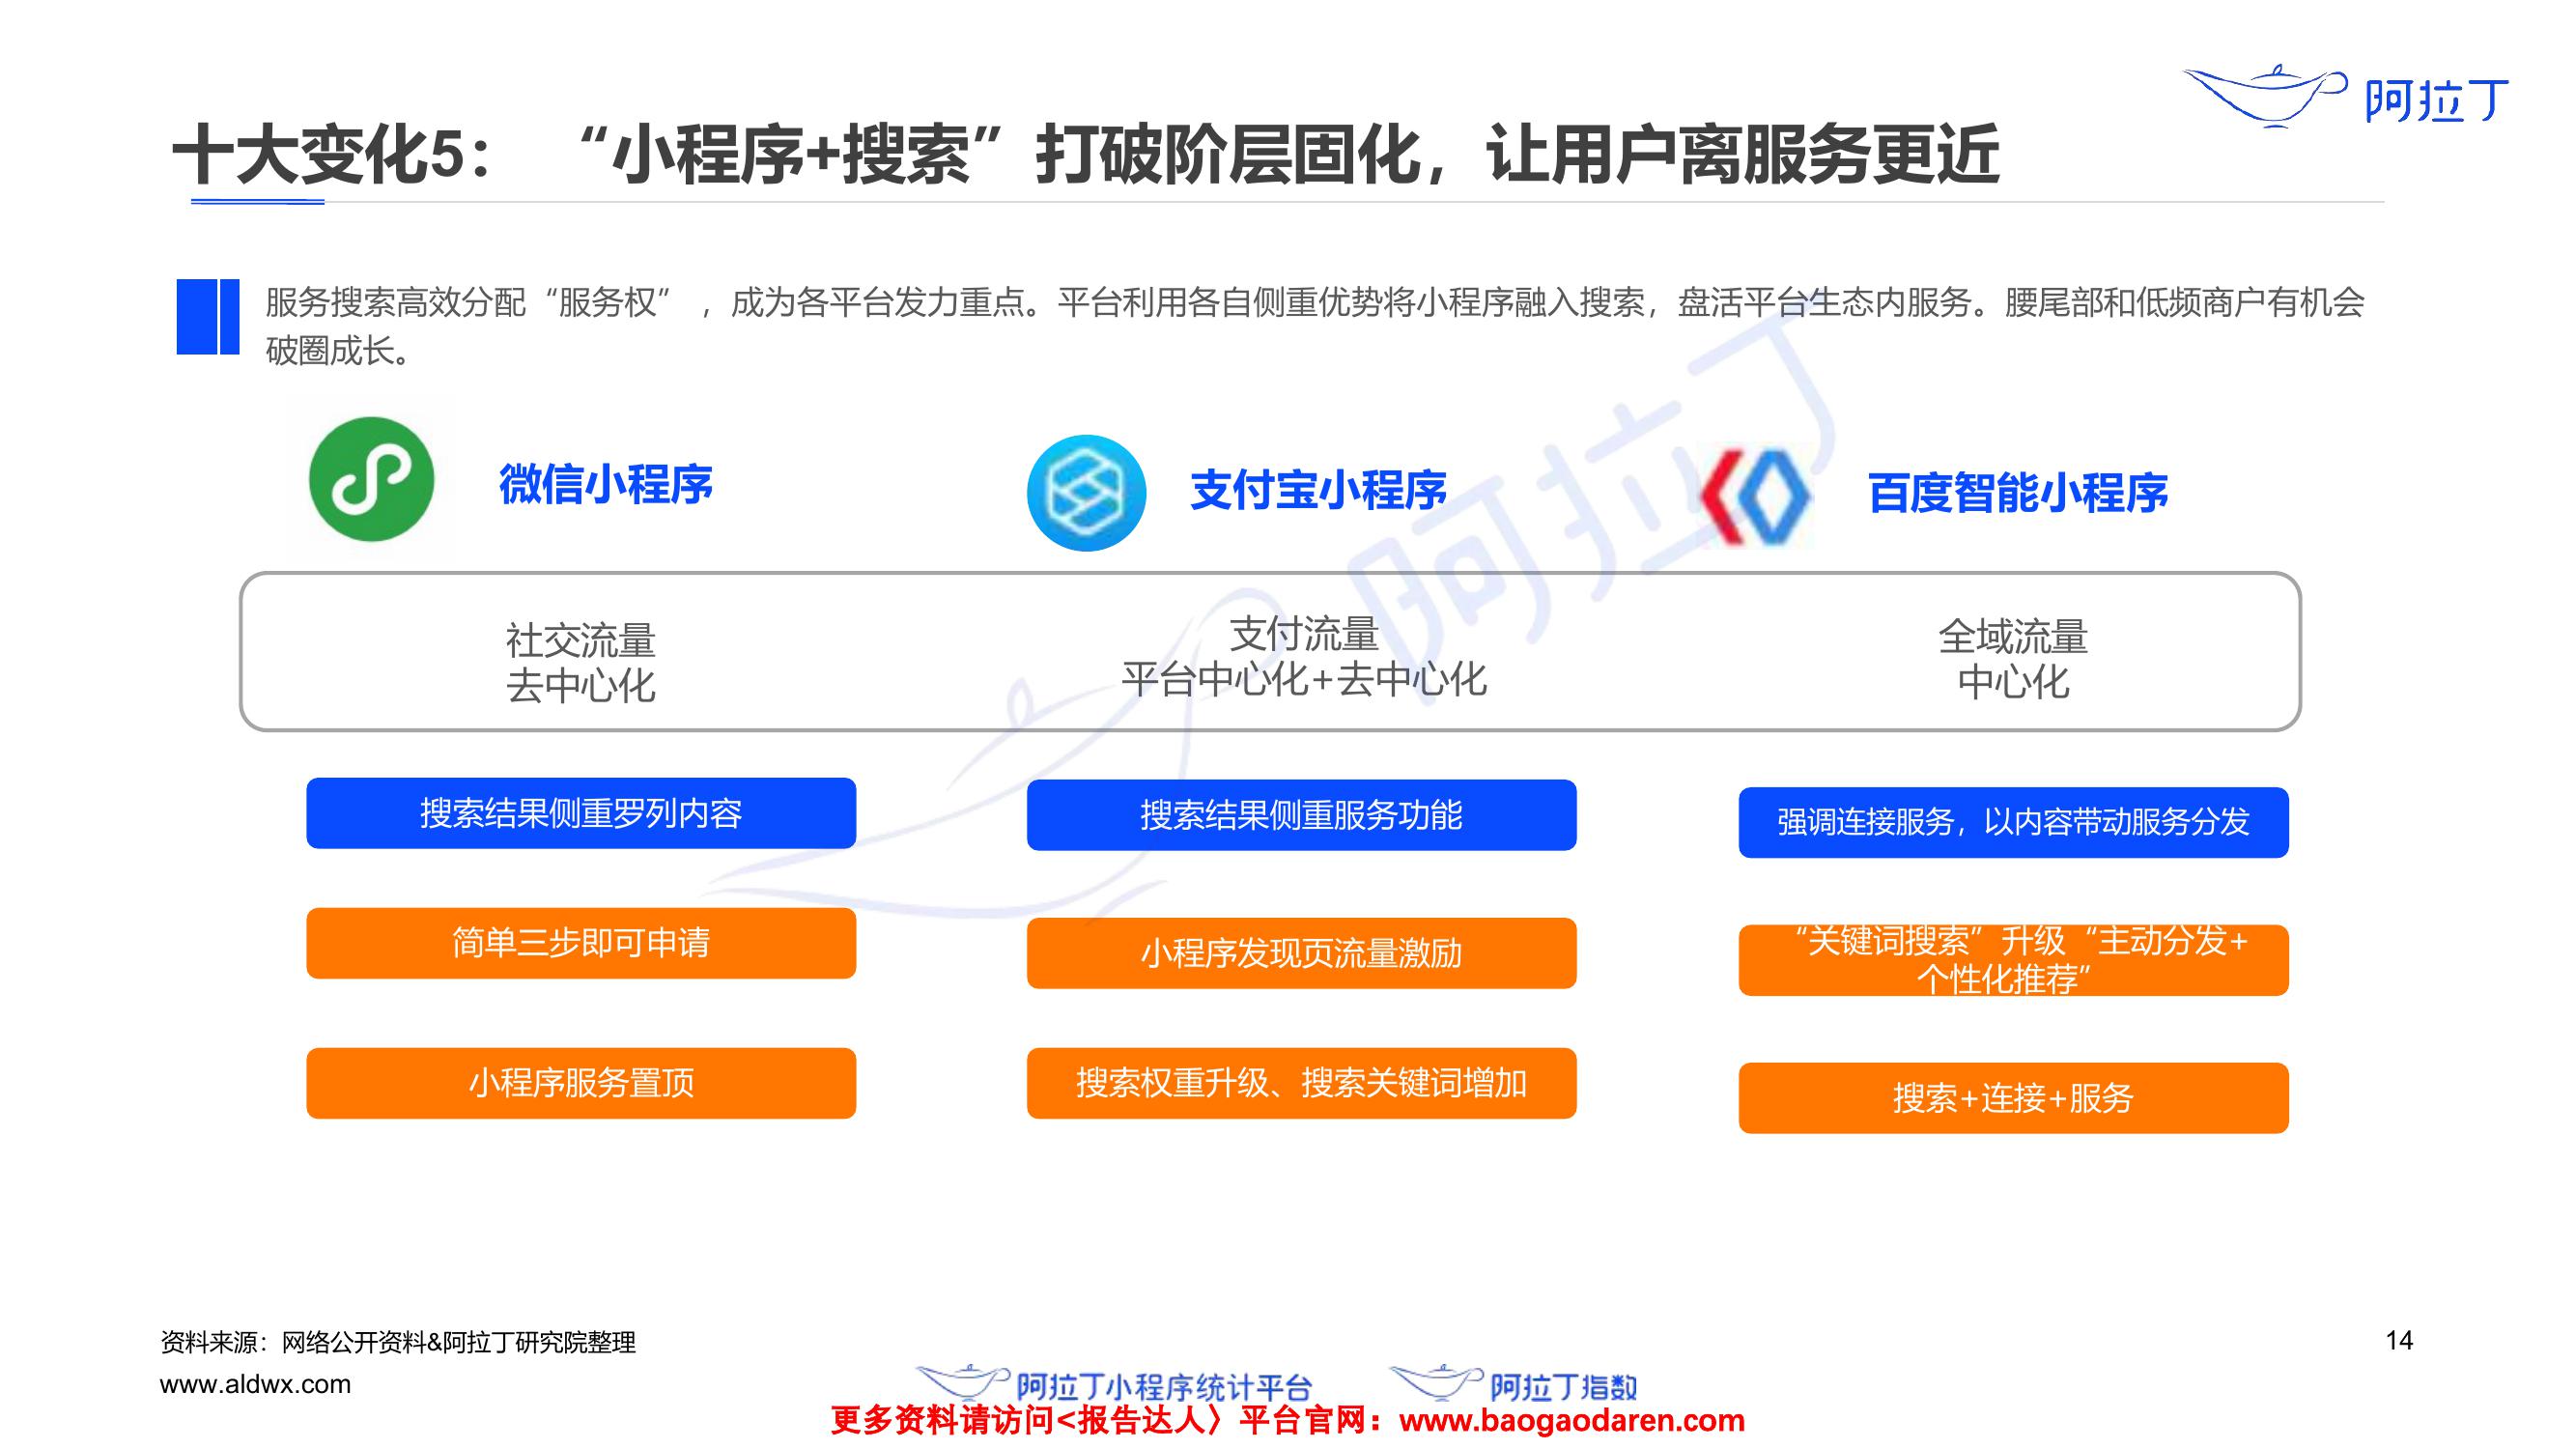 阿拉丁
十大变化5： “小程序+搜索”打破阶层固化，让用户离服务更近
服务搜索高效分配“服务权” ，成为各平台发力重点。平台利用各自侧重优势将小程序融入搜索，盘活平台生态内服务。腰尾部和低频商户有机会
破圈成长。
微信小程序
支付宝小程序
百度智能小程序
社交流量
去中心化
支付流量
平台中心化+去中心化
全域流量
中心化
搜索结果侧重罗列内容
搜索结果侧重服务功能
强调连接服务，以内容带动服务分发
简单三步即可申请
小程序发现页流量激励
“关键词搜索”升级“主动分发+
个性化推荐”
小程序服务置顶
搜索权重升级、搜索关键词增加
搜索+连接+服务
阿拉丁
资料来源：网络公开资料&阿拉丁研究院整理
14
www.aldwx.com
阿拉丁小程序统计平台
阿拉丁指数
更多资料请访问<报告达人〉平台官网：www.baogaodaren.com